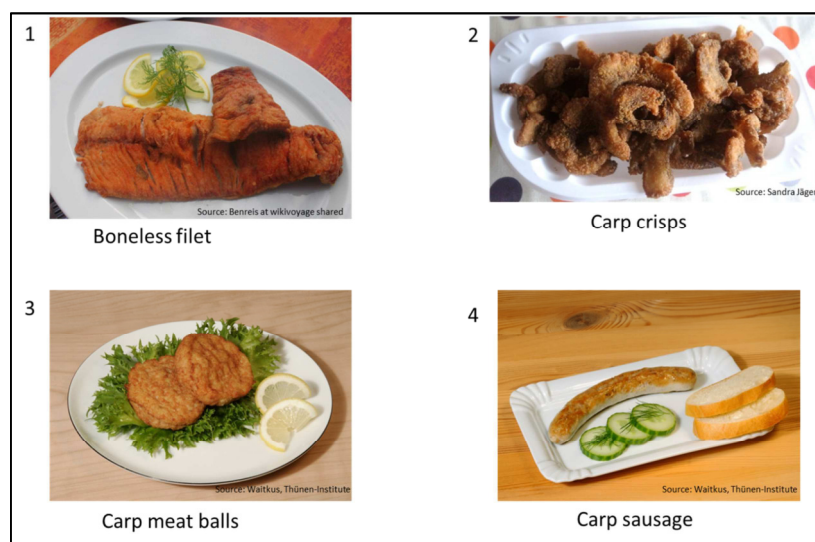 1
Source: Benreis at wikivoyage shared
Boneless filet
2
Source: Sandra Jäger
Carp crisps
3
Source: Waitkus, Thünen-Institute
Carp meat balls
4
Source: Waitkus, Thünen-Institute
Carp sausage